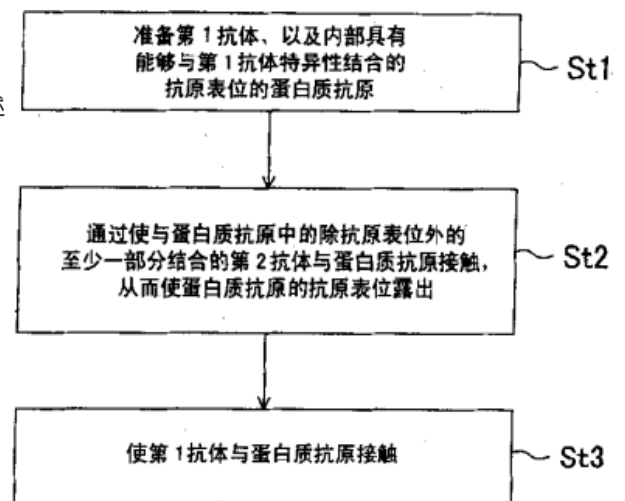 准备第1抗体、以及内部具有
能够与第1抗体特异性结合的
抗原表位的蛋白质抗原
St1
通过使与蛋白质抗原中的除抗原表位外的
至少一部分结合的第2抗体与蛋白质抗原接触，
从而使蛋白质抗原的抗原表位露出
St2
使第1抗体与蛋白质抗原接触
St3